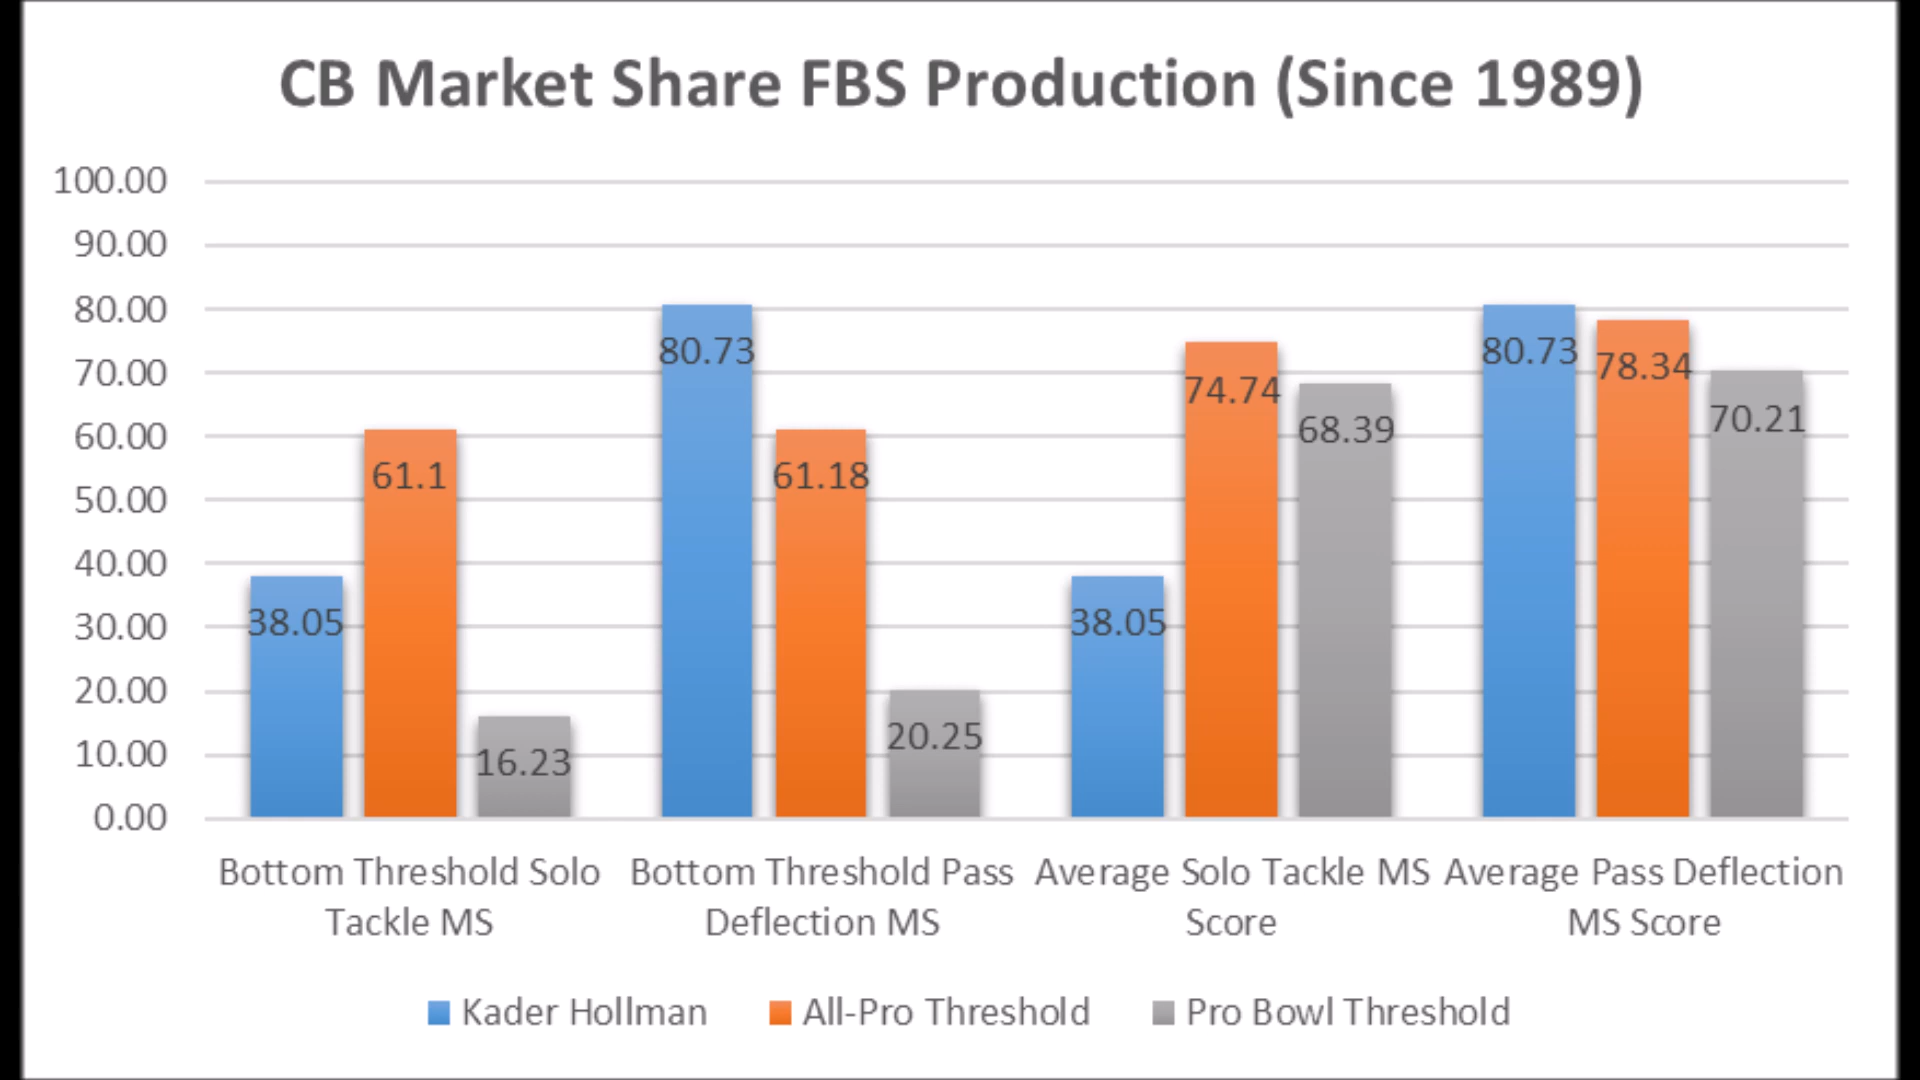 CB Market Share FBS Production (Since 1989)
100.00
90.00
80.00
70.00
60.00
50.00
40.00
30.00
20.00
10.00
0.00
38.05
61.1
16.23
80.73
61.18
20.25
38.05
74.74
68.39
80.73
78.34
70.21
Bottom Threshold Solo
Tackle MS
Bottom Threshold Pass
Deflection MS
Average Solo Tackle MS
Score
Average Pass Deflection
MS Score
Kader Hollman
All-Pro Threshold
Pro Bowl Threshold